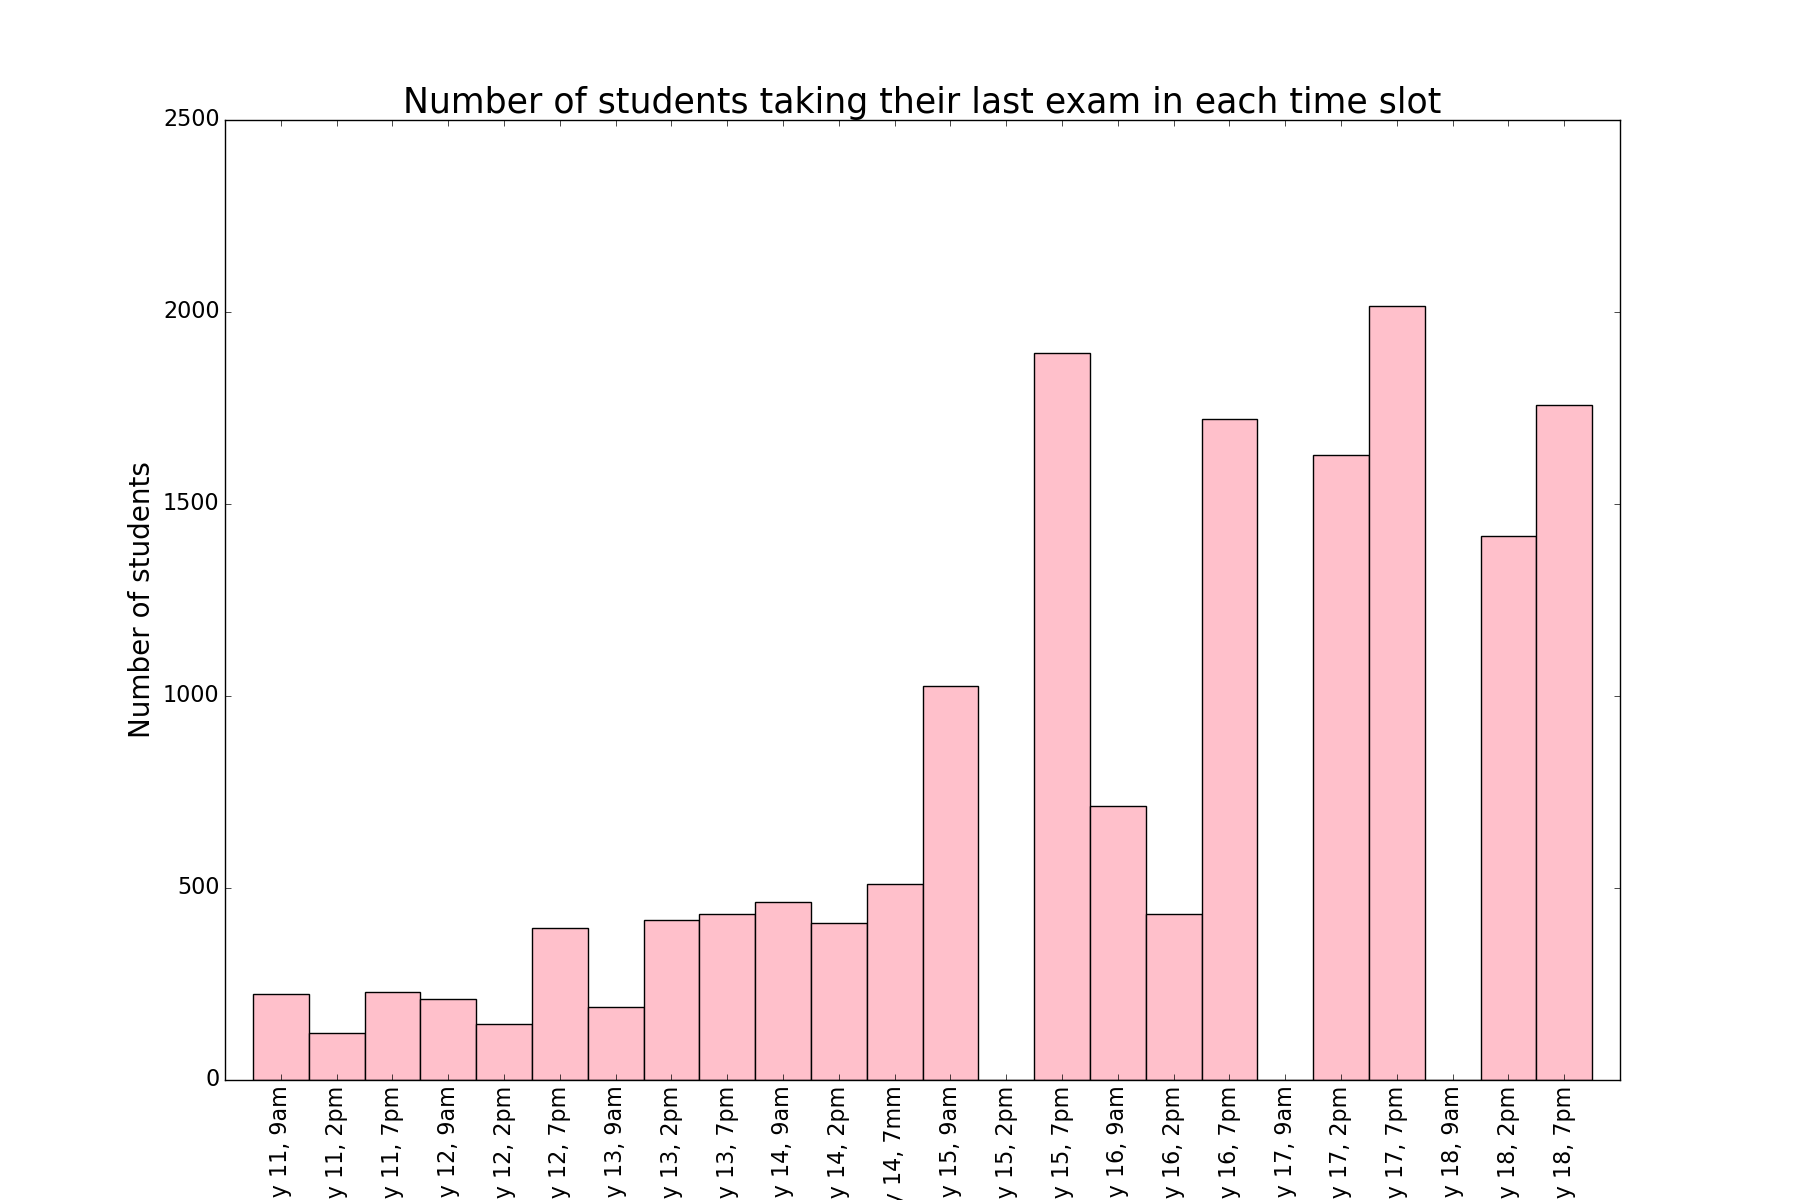 Number of students taking their last exam in each time slot
2500
2000
1500
1000
500
0
Number of students
y 11, 9am
y 11, 2pm
y 11, 7pm
y 12, 9am
y 12, 2pm
y 12, 7pm
y 13, 9am
y 13, 2pm
y 13, 7pm
y 14, 9am
y 14, 2pm
y 14, 7mm
y 15, 9am
y 15, 2pm
y 15, 7pm
y 16, 9am
y 16, 2pm
y 16, 7pm
y 17, 9am
y 17, 2pm
y 17, 7pm
y 18, 9am
y 18, 2pm
y 18, 7pm